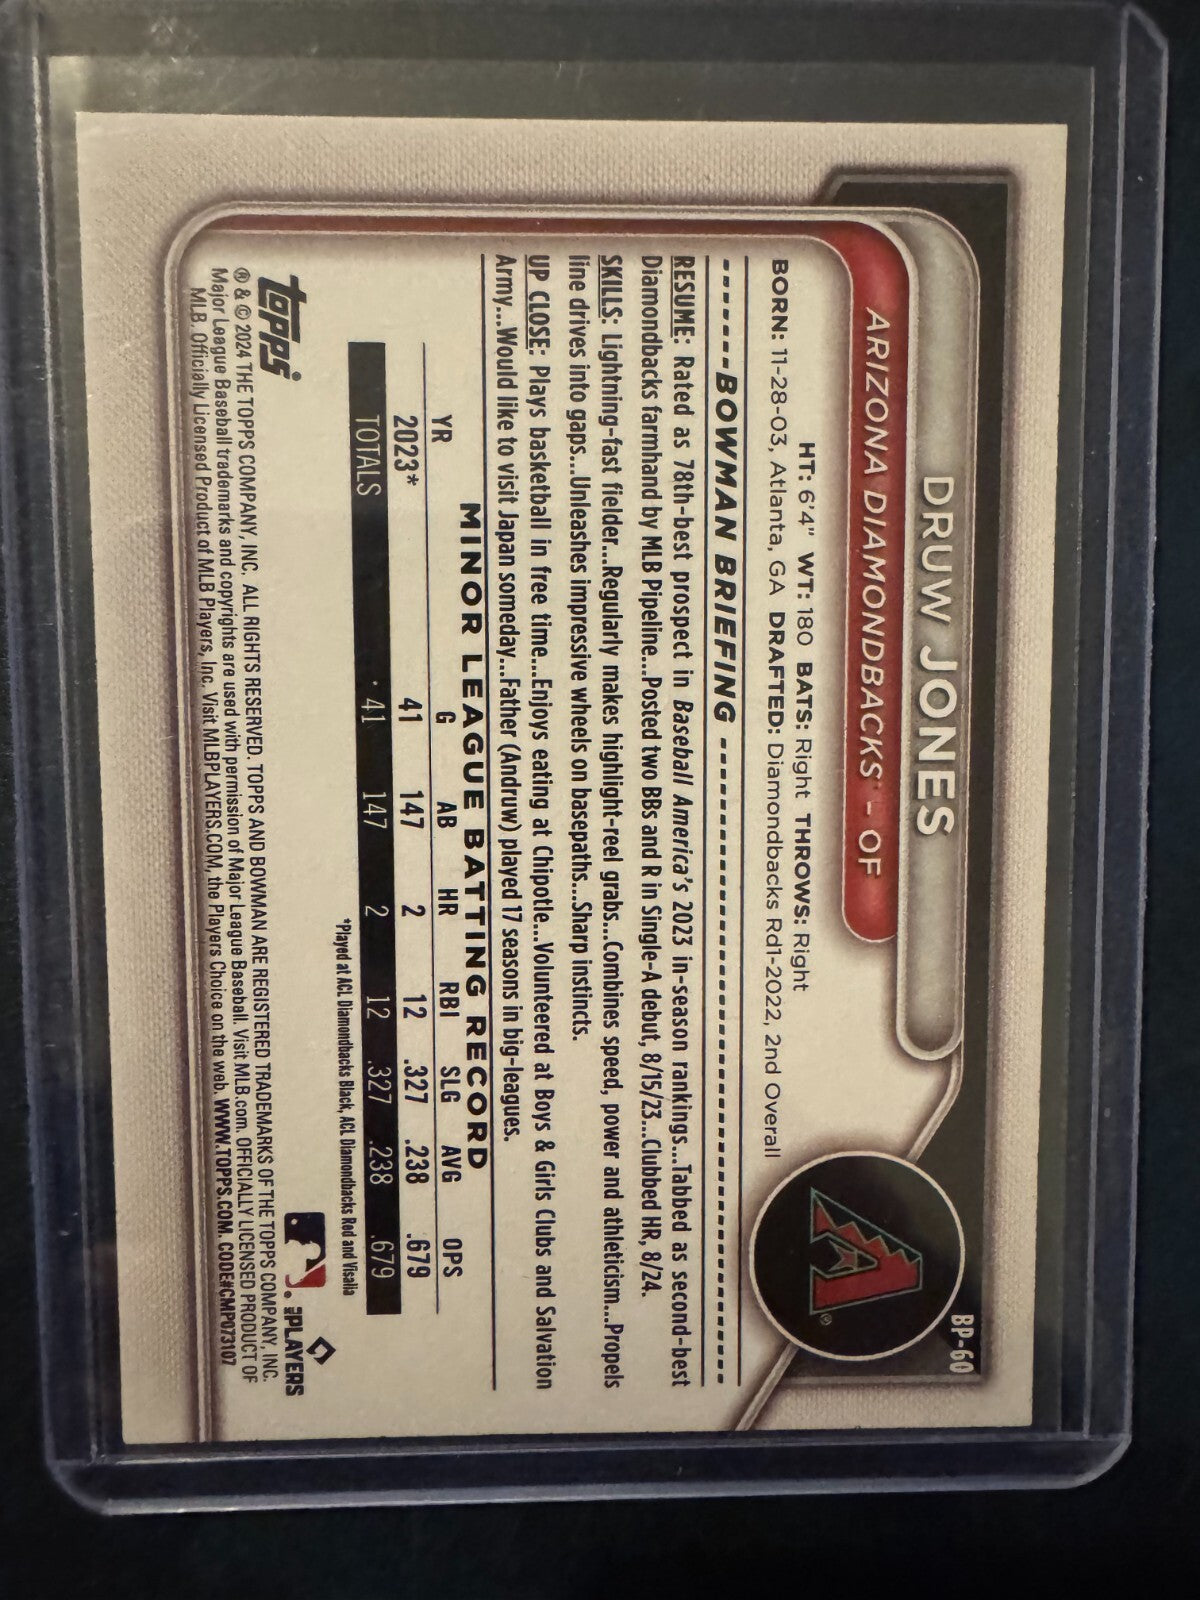 BP-60
DRUW JONES
ARIZONA DIAMONDBACKS® - OF
HT: 6'4" WT: 180 BATS: Right THROWS: Right
BORN: 11-28-03, Atlanta, GA DRAFTED: Diamondbacks Rd1-2022, 2nd Overall
BOWMAN BRIEFING
RESUME: Rated as 78th-best prospect in Baseball America's 2023 in-season rankings...Tabbed as second-best
Diamondbacks farmhand by MLB Pipeline...Posted two BBs and R in Single-A debut, 8/15/23...Clubbed HR, 8/24.
SKILLS: Lightning-fast fielder...Regularly makes highlight-reel grabs...Combines speed, power and athleticism...Propels
line drives into gaps...Unleashes impressive wheels on basepaths...Sharp instincts.
UP CLOSE: Plays basketball in free time...Enjoys eating at Chipotle...Volunteered at Boys & Girls Clubs and Salvation
Army...Would like to visit Japan someday...Father (Andruw) played 17 seasons in big-leagues.
MINOR LEAGUE BATTING RECORD
YR G AB HR RBI SLG AVG OPS
2023* 41 147 2 12 .327 .238 .679
TOTALS 41 147 2 12 .327 .238 .679
*Played at ACL Diamondbacks Black, ACL Diamondbacks Red and Visalia
topps
MLB PLAYERS
® & © 2024 THE TOPPS COMPANY, INC. ALL RIGHTS RESERVED. TOPPS AND BOWMAN ARE REGISTERED TRADEMARKS OF THE TOPPS COMPANY, INC.
Major League Baseball trademarks and copyrights are used with permission of Major League Baseball. Visit MLB.com. OFFICIALLY LICENSED PRODUCT OF
MLB. Officially Licensed Product of MLB Players, Inc. Visit MLBPLAYERS.COM, the Players Choice on the web. WWW.TOPPS.COM. CODE#CMP073107